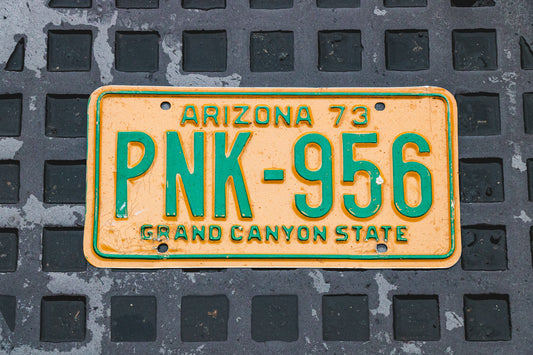 ARIZONA 73
PNK-956
GRAND CANYON STATE